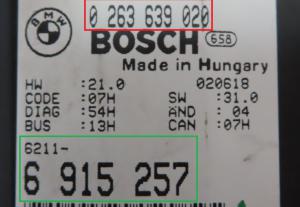 BMW
0 263 639 020
BOSCH 658
Made in Hungary
HW :21.0 020618
CODE :07H SW :31.0
DIAG :54H AND :04
BUS :13H CAN :07H
6211-
6 915 257